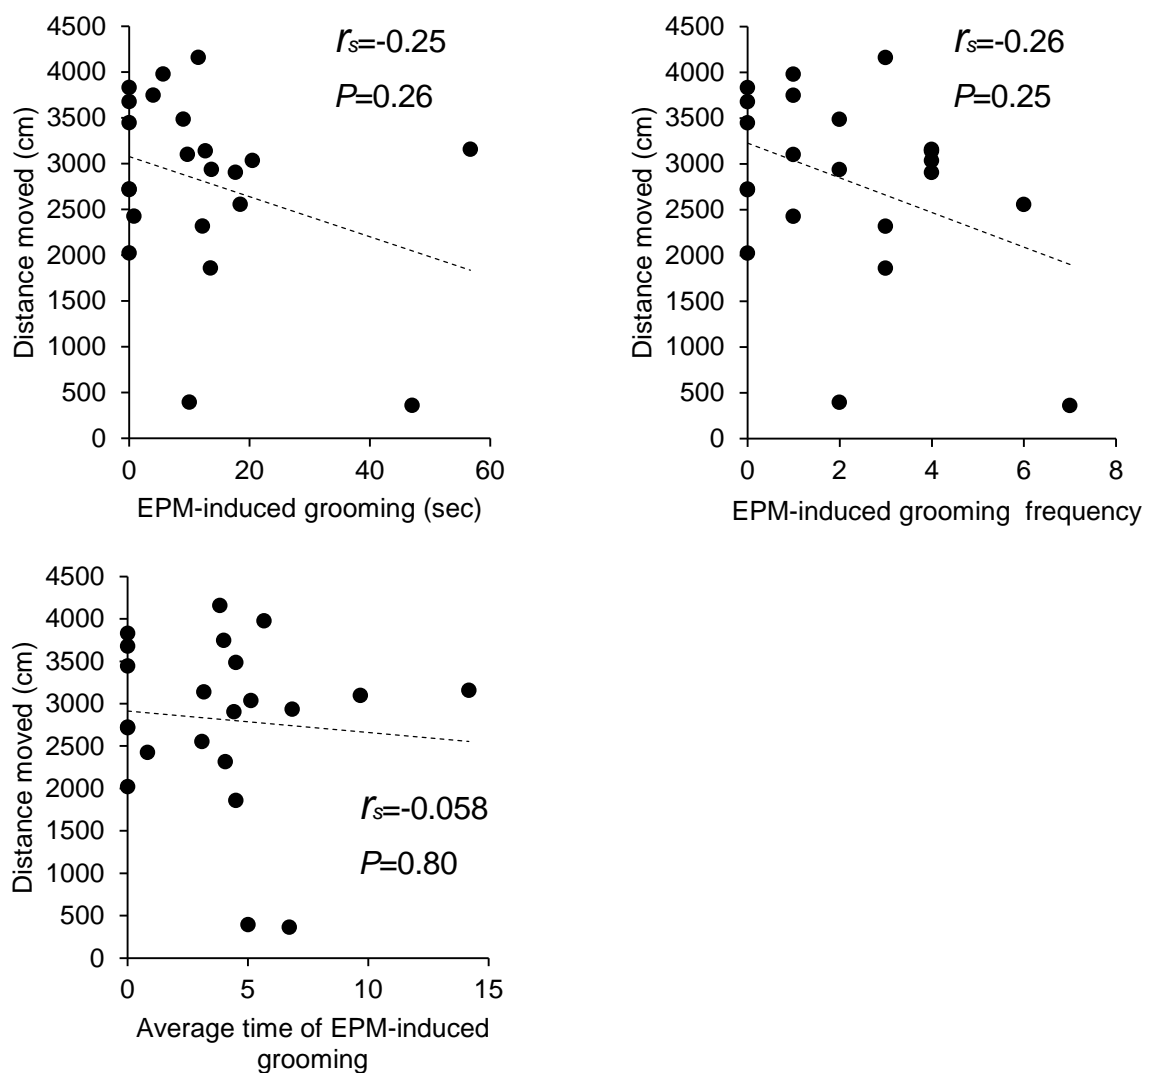 4500
4000
3500
3000
2500
2000
1500
1000
500
0
Distance moved (cm)
rs=-0.25
P=0.26
0 20 40 60
EPM-induced grooming (sec)
4500
4000
3500
3000
2500
2000
1500
1000
500
0
Distance moved (cm)
rs=-0.26
P=0.25
0 2 4 6 8
EPM-induced grooming frequency
4500
4000
3500
3000
2500
2000
1500
1000
500
0
Distance moved (cm)
rs=-0.058
P=0.80
0 5 10 15
Average time of EPM-induced
grooming